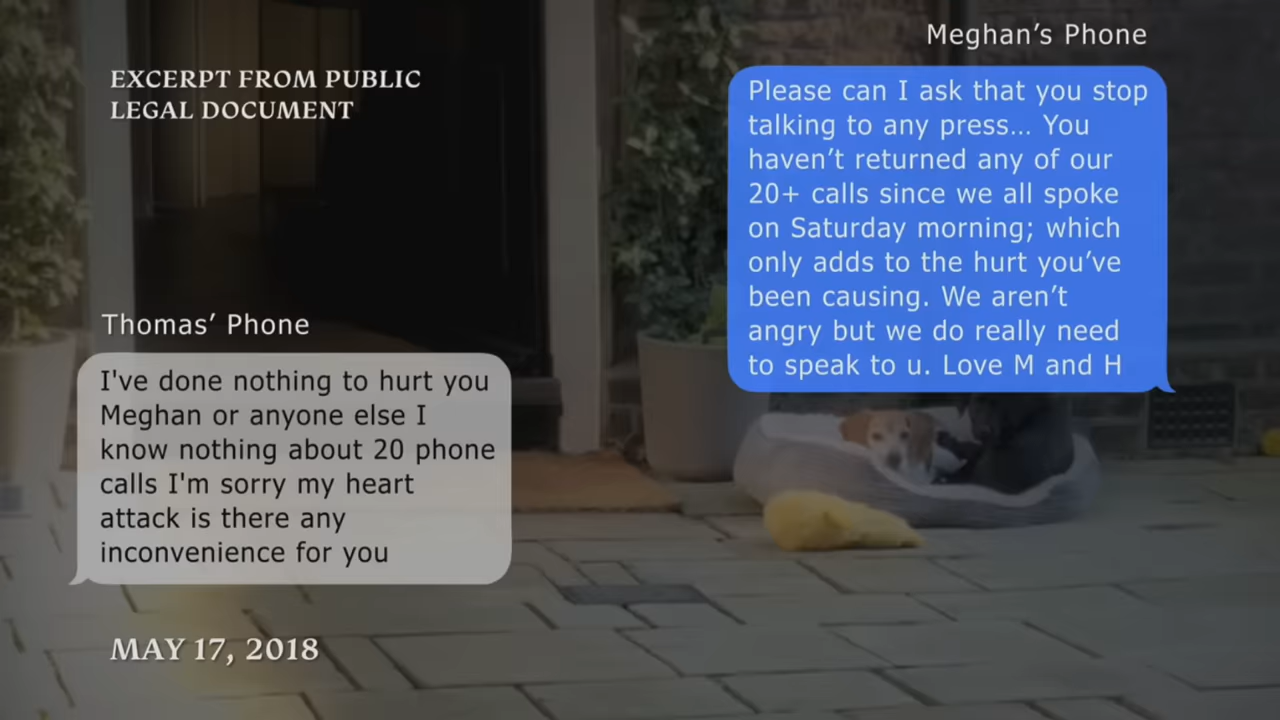 EXCERPT FROM PUBLIC
LEGAL DOCUMENT
Meghan’s Phone
Please can I ask that you stop
talking to any press... You
haven’t returned any of our
20+ calls since we all spoke
on Saturday morning; which
only adds to the hurt you’ve
been causing. We aren’t
angry but we do really need
to speak to u. Love M and H
Thomas’ Phone
I've done nothing to hurt you
Meghan or anyone else I
know nothing about 20 phone
calls I'm sorry my heart
attack is there any
inconvenience for you
MAY 17, 2018